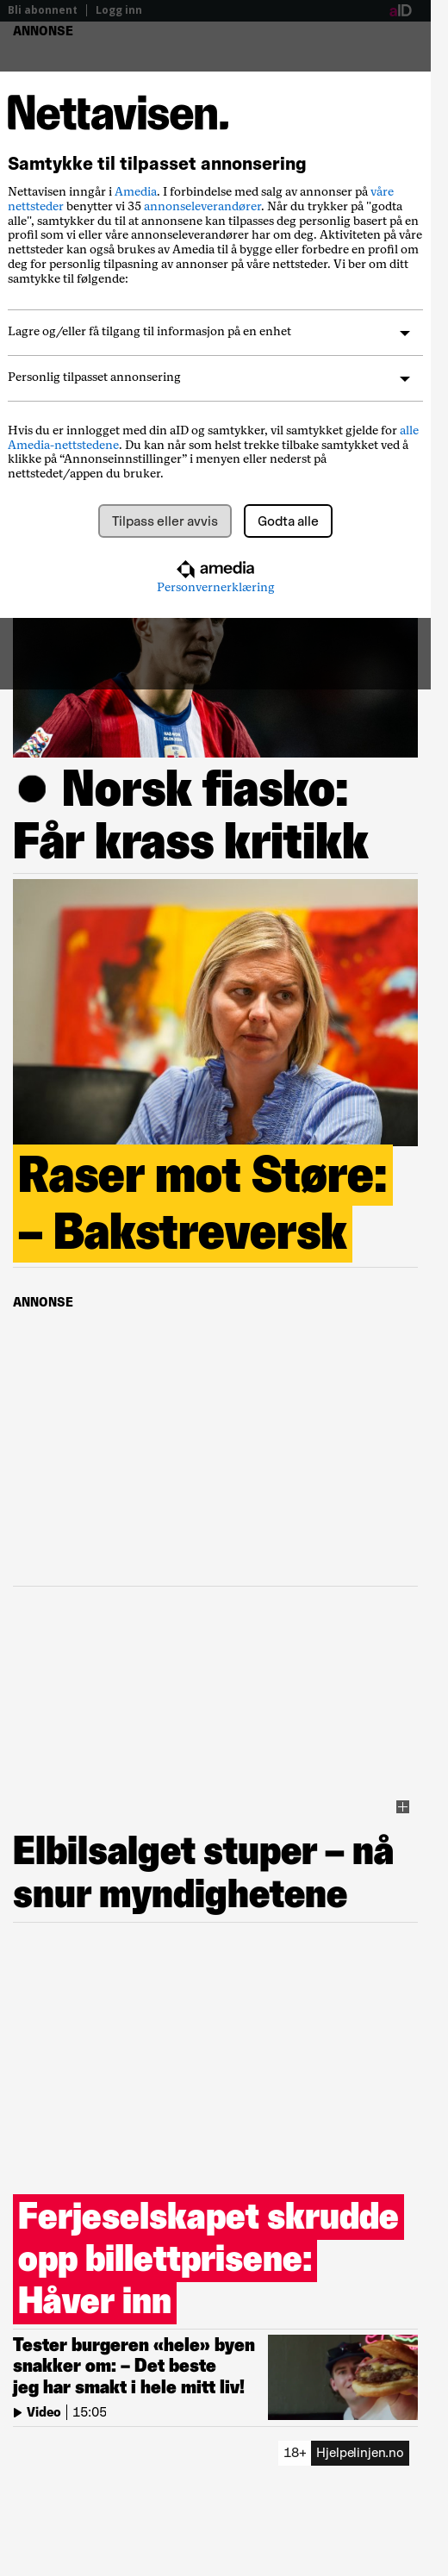 Bli abonnent | Logg inn aID
ANNONSE
Nettavisen.
Samtykke til tilpasset annonsering
Nettavisen inngår i Amedia. I forbindelse med salg av annonser på våre
nettsteder benytter vi 35 annonseleverandører. Når du trykker på "godta
alle", samtykker du til at annonsene kan tilpasses deg personlig basert på en
profil som vi eller våre annonseleverandører har om deg. Aktiviteten på våre
nettsteder kan også brukes av Amedia til å bygge eller forbedre en profil om
deg for personlig tilpasning av annonser på våre nettsteder. Vi ber om ditt
samtykke til følgende:
Lagre og/eller få tilgang til informasjon på en enhet
Personlig tilpasset annonsering
Hvis du er innlogget med din aID og samtykker, vil samtykket gjelde for alle
Amedia-nettstedene. Du kan når som helst trekke tilbake samtykket ved å
klikke på “Annonseinnstillinger” i menyen eller nederst på
nettstedet/appen du bruker.
Tilpass eller avvis Godta alle
amedia
Personvernerklæring
Norsk fiasko:
Får krass kritikk
Raser mot Støre:
– Bakstreversk
ANNONSE
Elbilsalget stuper – nå
snur myndighetene
Ferjeselskapet skrudde
opp billettprisene:
Håver inn
Tester burgeren «hele» byen
snakker om: – Det beste
jeg har smakt i hele mitt liv!
Video | 15:05
18+ Hjelpelinjen.no